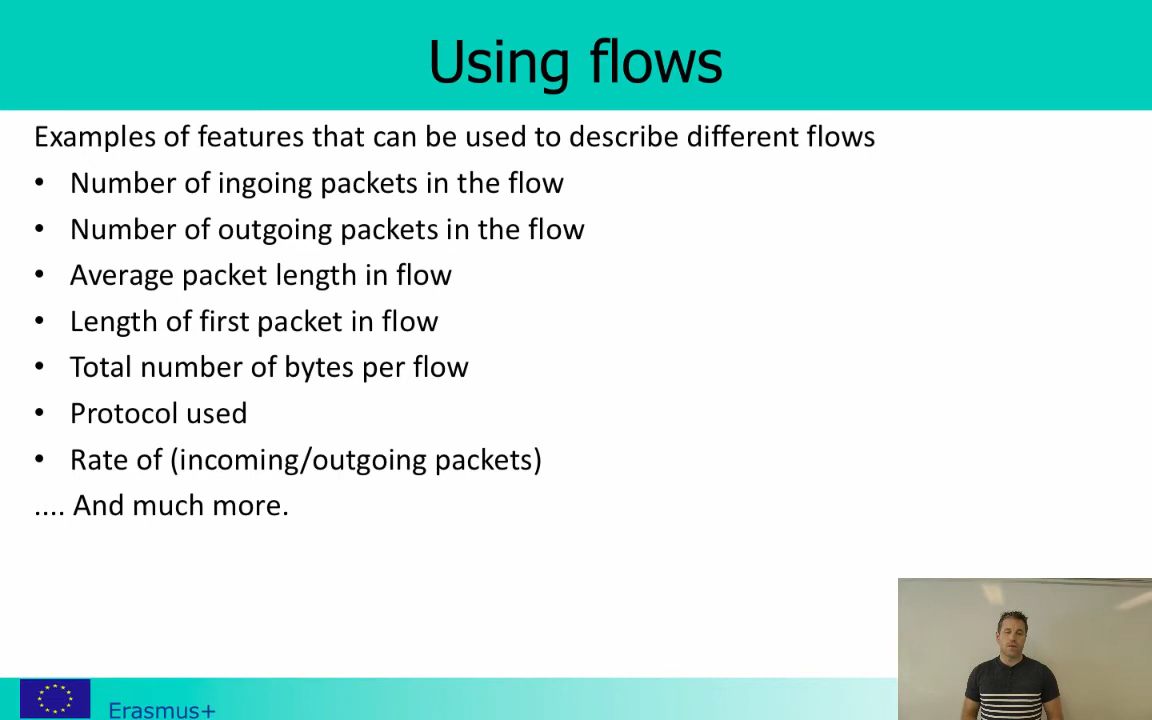 Using flows
Examples of features that can be used to describe different flows
• Number of ingoing packets in the flow
• Number of outgoing packets in the flow
• Average packet length in flow
• Length of first packet in flow
• Total number of bytes per flow
• Protocol used
• Rate of (incoming/outgoing packets)
.... And much more.
Erasmus+